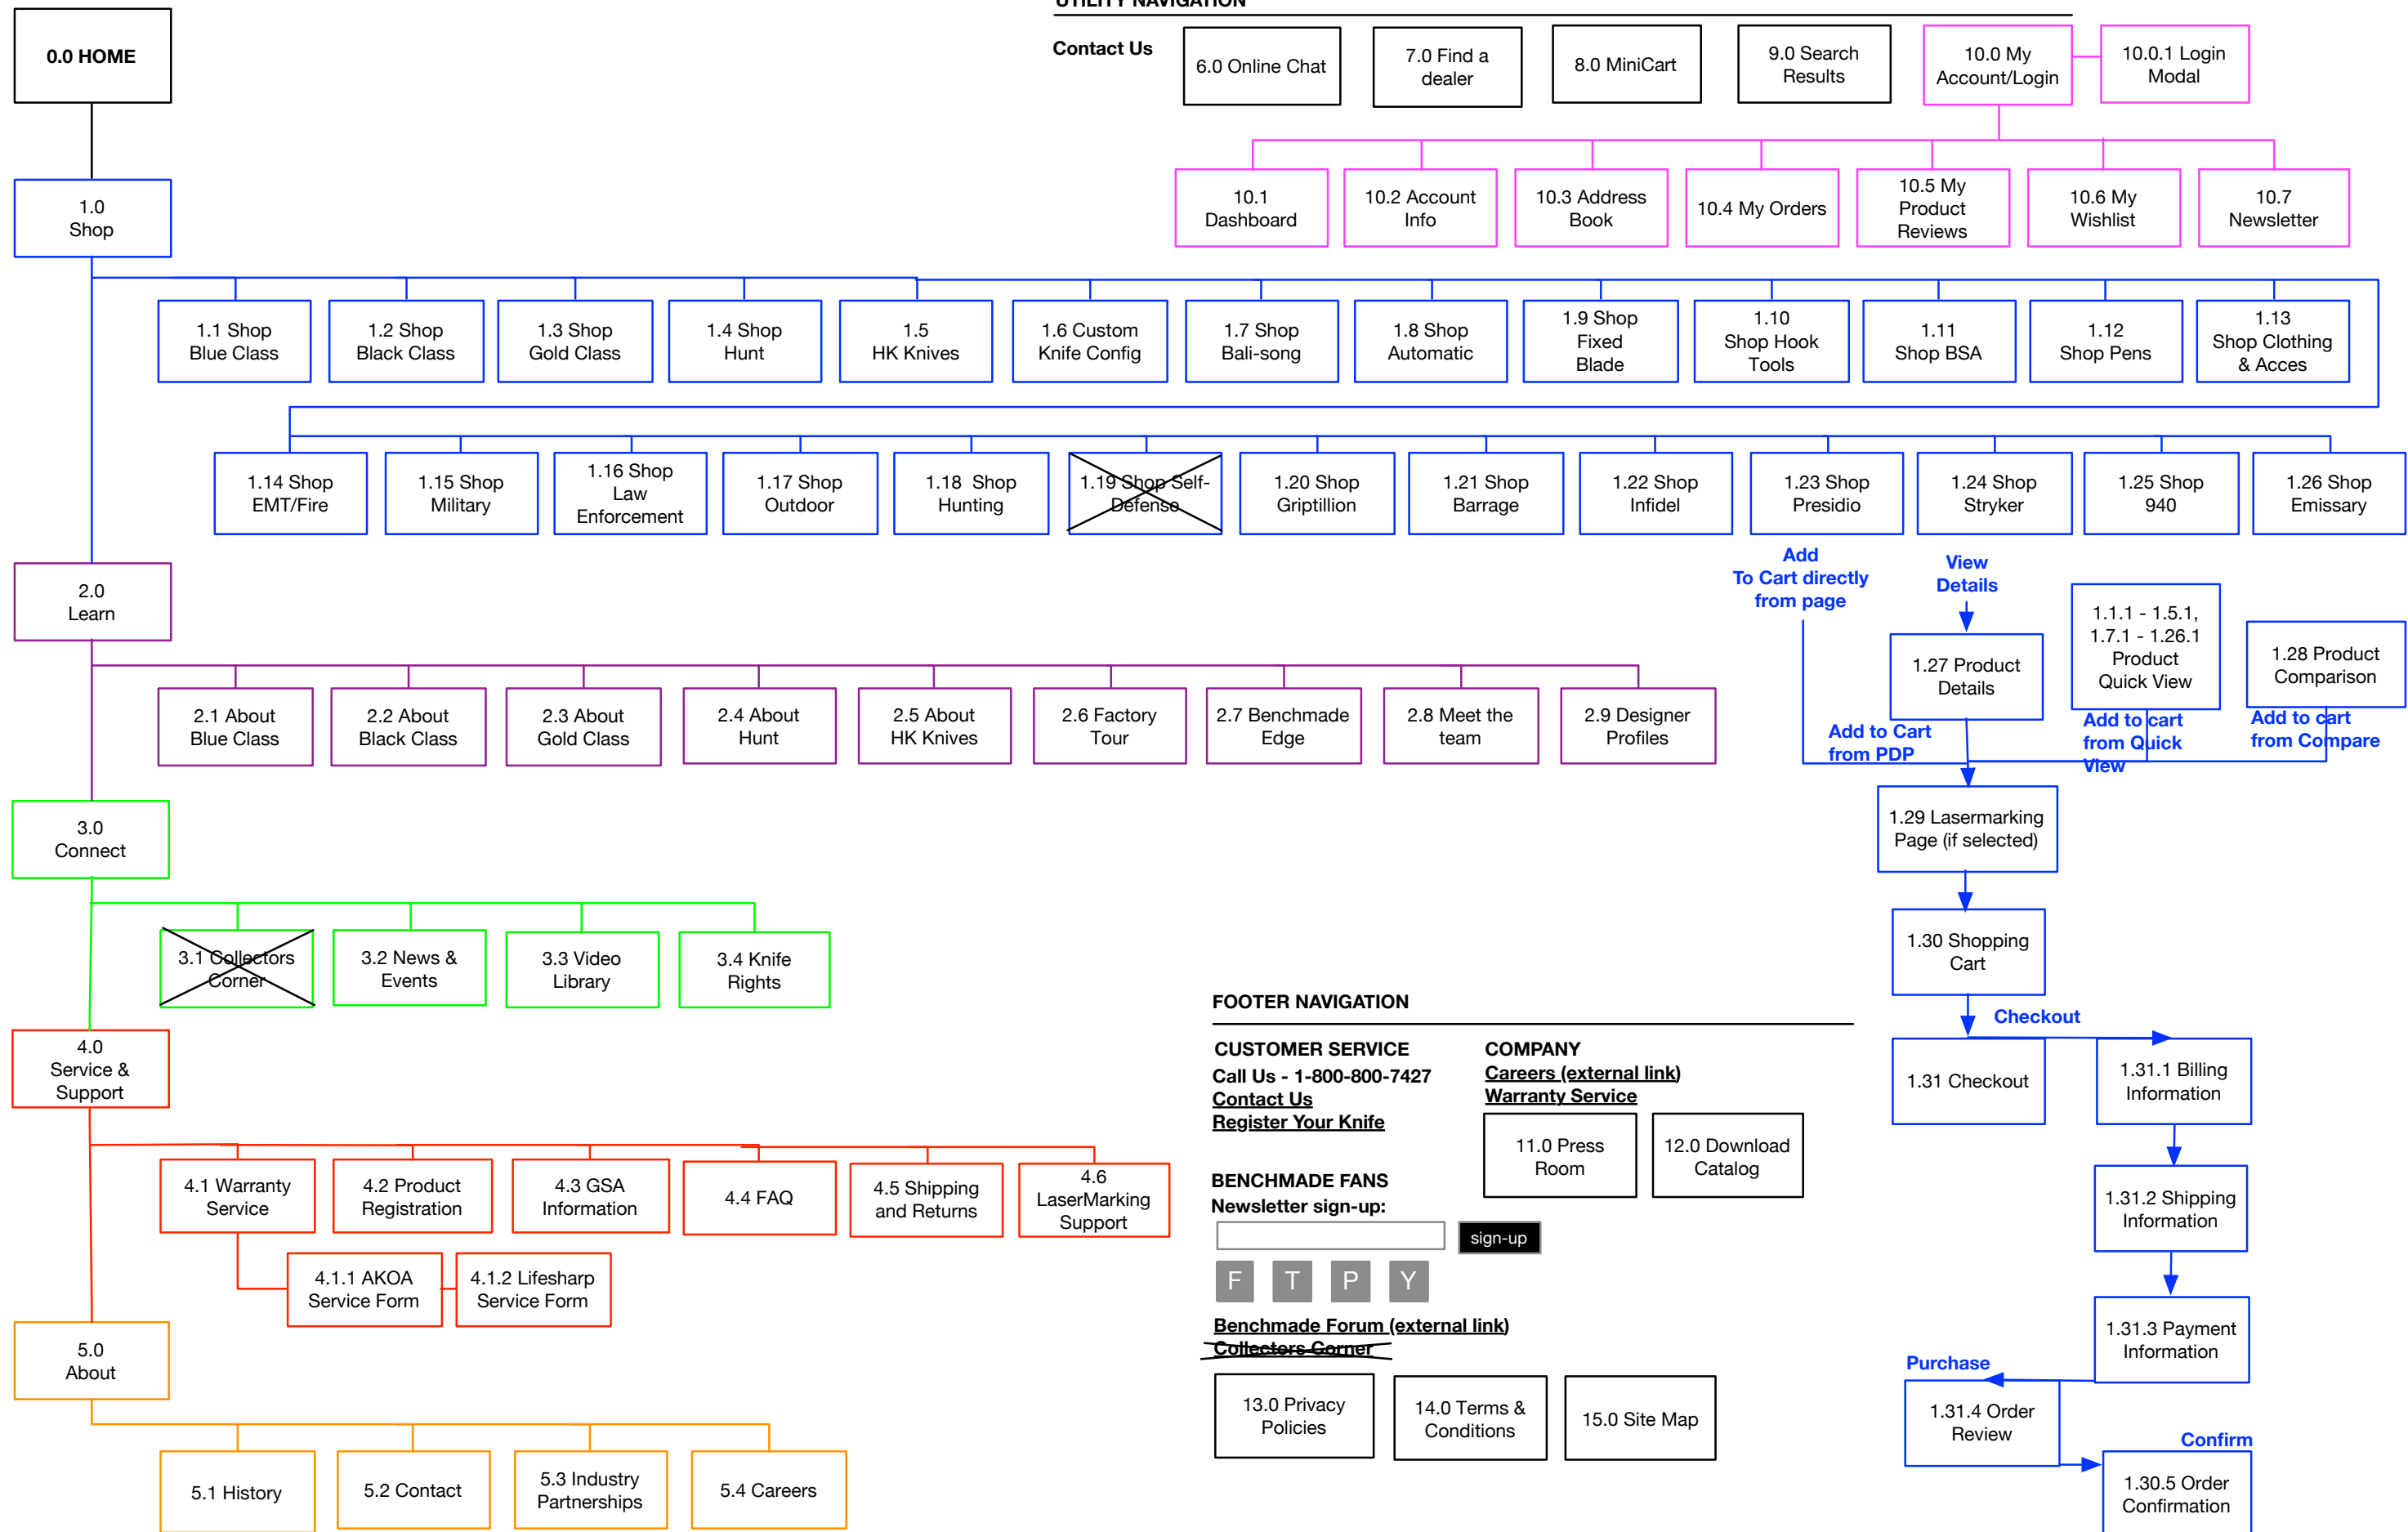 UTILITY NAVIGATION
0.0 HOME
Contact Us
6.0 Online Chat
7.0 Find a
dealer
8.0 MiniCart
9.0 Search
Results
10.0 My
Account/Login
10.0.1 Login
Modal
10.1
Dashboard
10.2 Account
Info
10.3 Address
Book
10.4 My Orders
10.5 My
Product
Reviews
10.6 My
Wishlist
10.7
Newsletter
1.0
Shop
1.1 Shop
Blue Class
1.2 Shop
Black Class
1.3 Shop
Gold Class
1.4 Shop
Hunt
1.5
HK Knives
1.6 Custom
Knife Config
1.7 Shop
Bali-song
1.8 Shop
Automatic
1.9 Shop
Fixed
Blade
1.10
Shop Hook
Tools
1.11
Shop BSA
1.12
Shop Pens
1.13
Shop Clothing
& Acces
1.14 Shop
EMT/Fire
1.15 Shop
Military
1.16 Shop
Law
Enforcement
1.17 Shop
Outdoor
1.18 Shop
Hunting
1.19 Shop Self-
Defense
1.20 Shop
Griptillion
1.21 Shop
Barrage
1.22 Shop
Infidel
1.23 Shop
Presidio
1.24 Shop
Stryker
1.25 Shop
940
1.26 Shop
Emissary
2.0
Learn
2.1 About
Blue Class
2.2 About
Black Class
2.3 About
Gold Class
2.4 About
Hunt
2.5 About
HK Knives
2.6 Factory
Tour
2.7 Benchmade
Edge
2.8 Meet the
team
2.9 Designer
Profiles
Add
To Cart directly
from page
View
Details
1.27 Product
Details
1.1.1 - 1.5.1,
1.7.1 - 1.26.1
Product
Quick View
1.28 Product
Comparison
Add to Cart
from PDP
Add to cart
from Quick
View
Add to cart
from Compare
1.29 Lasermarking
Page (if selected)
1.30 Shopping
Cart
Checkout
1.31 Checkout
1.31.1 Billing
Information
1.31.2 Shipping
Information
1.31.3 Payment
Information
Purchase
1.31.4 Order
Review
Confirm
1.30.5 Order
Confirmation
3.0
Connect
3.1 Collectors
Corner
3.2 News &
Events
3.3 Video
Library
3.4 Knife
Rights
4.0
Service &
Support
4.1 Warranty
Service
4.2 Product
Registration
4.3 GSA
Information
4.4 FAQ
4.5 Shipping
and Returns
4.6
LaserMarking
Support
4.1.1 AKOA
Service Form
4.1.2 Lifesharp
Service Form
5.0
About
5.1 History
5.2 Contact
5.3 Industry
Partnerships
5.4 Careers
FOOTER NAVIGATION
CUSTOMER SERVICE
Call Us - 1-800-800-7427
Contact Us
Register Your Knife
COMPANY
Careers (external link)
Warranty Service
11.0 Press
Room
12.0 Download
Catalog
BENCHMADE FANS
Newsletter sign-up:
sign-up
F T P Y
Benchmade Forum (external link)
Collectors Corner
13.0 Privacy
Policies
14.0 Terms &
Conditions
15.0 Site Map